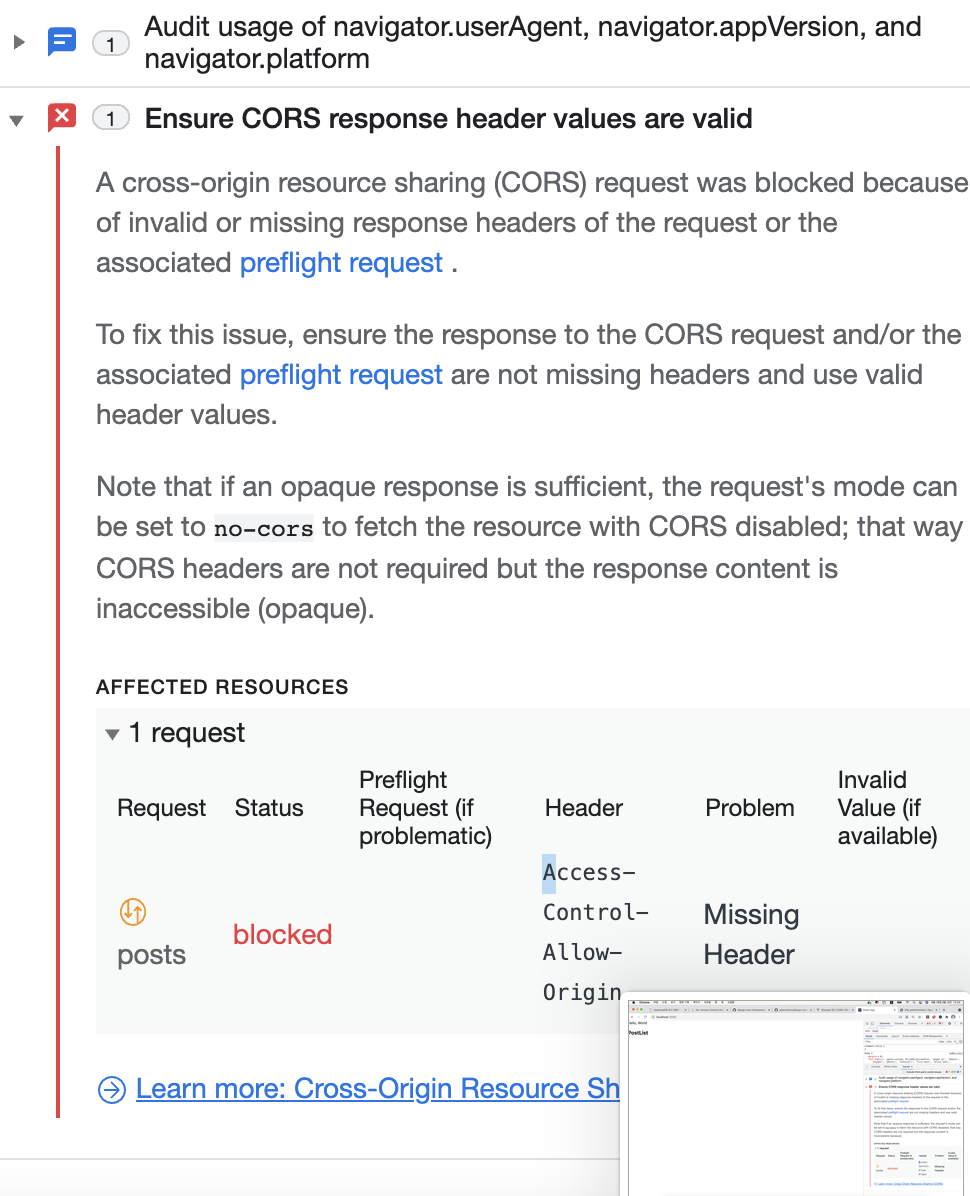 1
Audit usage of navigator.userAgent, navigator.appVersion, and
navigator.platform
1
Ensure CORS response header values are valid
A cross-origin resource sharing (CORS) request was blocked because
of invalid or missing response headers of the request or the
associated preflight request .
To fix this issue, ensure the response to the CORS request and/or the
associated preflight request are not missing headers and use valid
header values.
Note that if an opaque response is sufficient, the request's mode can
be set to no-cors to fetch the resource with CORS disabled; that way
CORS headers are not required but the response content is
inaccessible (opaque).
AFFECTED RESOURCES
1 request
Request
Status
Preflight
Request (if
problematic)
Header
Problem
Invalid
Value (if
available)
posts
blocked
Access-
Control-
Allow-
Origin
Missing
Header
Learn more: Cross-Origin Resource Sh
PostList